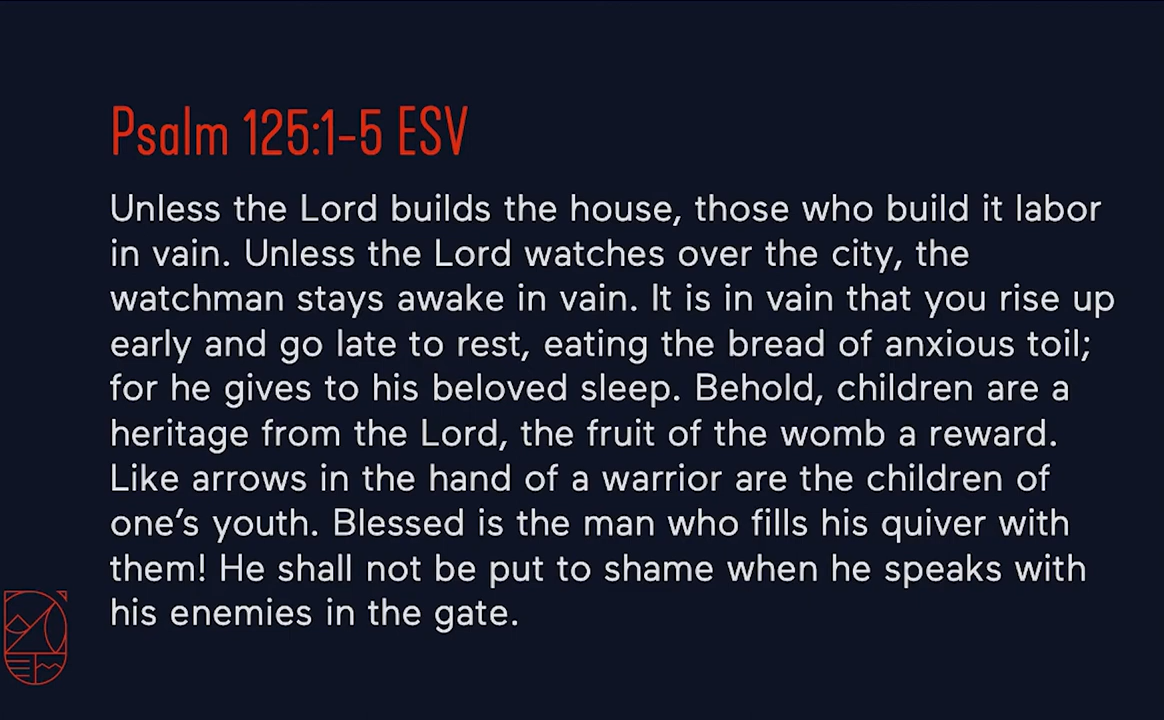 Psalm 125:1-5 ESV
Unless the Lord builds the house, those who build it labor
in vain. Unless the Lord watches over the city, the
watchman stays awake in vain. It is in vain that you rise up
early and go late to rest, eating the bread of anxious toil;
for he gives to his beloved sleep. Behold, children are a
heritage from the Lord, the fruit of the womb a reward.
Like arrows in the hand of a warrior are the children of
one’s youth. Blessed is the man who fills his quiver with
them! He shall not be put to shame when he speaks with
his enemies in the gate.